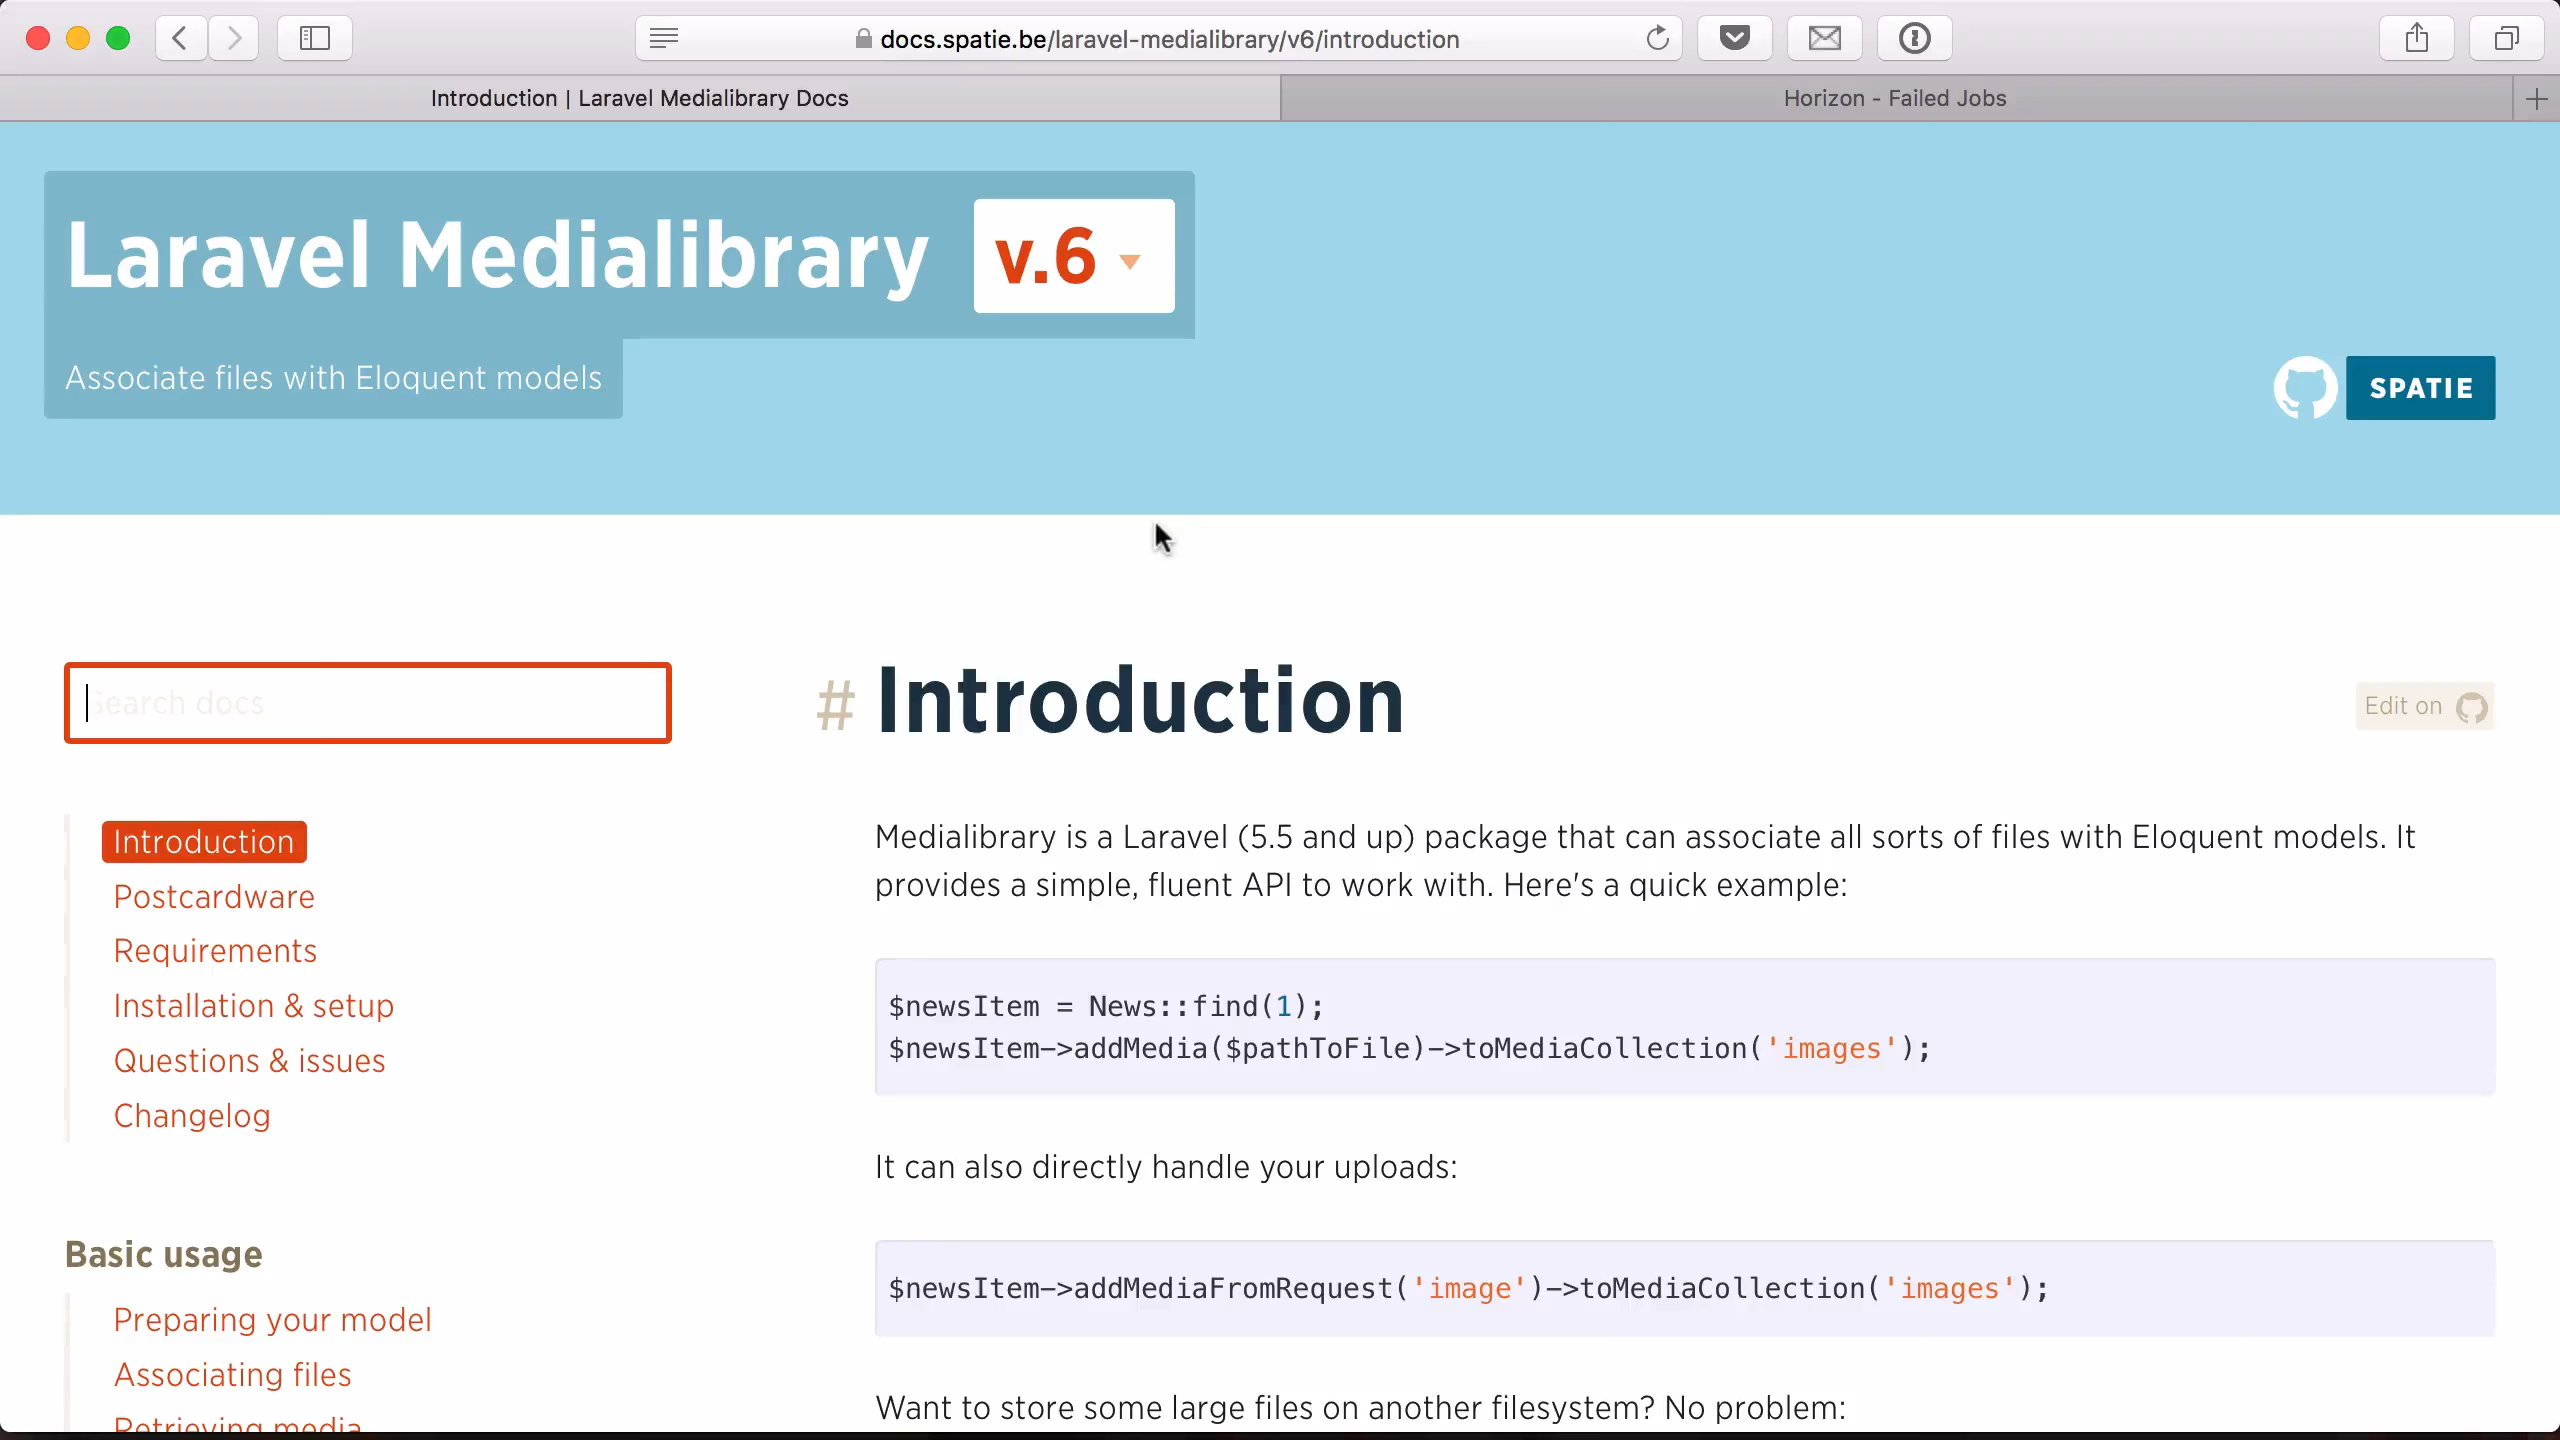 docs.spatie.be/laravel-medialibrary/v6/introduction
Introduction | Laravel Medialibrary Docs
Horizon - Failed Jobs
Laravel Medialibrary v.6
Associate files with Eloquent models
SPATIE
Search docs
# Introduction
Edit on
Introduction
Postcardware
Requirements
Installation & setup
Questions & issues
Changelog
Basic usage
Preparing your model
Associating files
Retrieving media
Medialibrary is a Laravel (5.5 and up) package that can associate all sorts of files with Eloquent models. It
provides a simple, fluent API to work with. Here's a quick example:
$newsItem = News::find(1);
$newsItem->addMedia($pathToFile)->toMediaCollection('images');
It can also directly handle your uploads:
$newsItem->addMediaFromRequest('image')->toMediaCollection('images');
Want to store some large files on another filesystem? No problem: